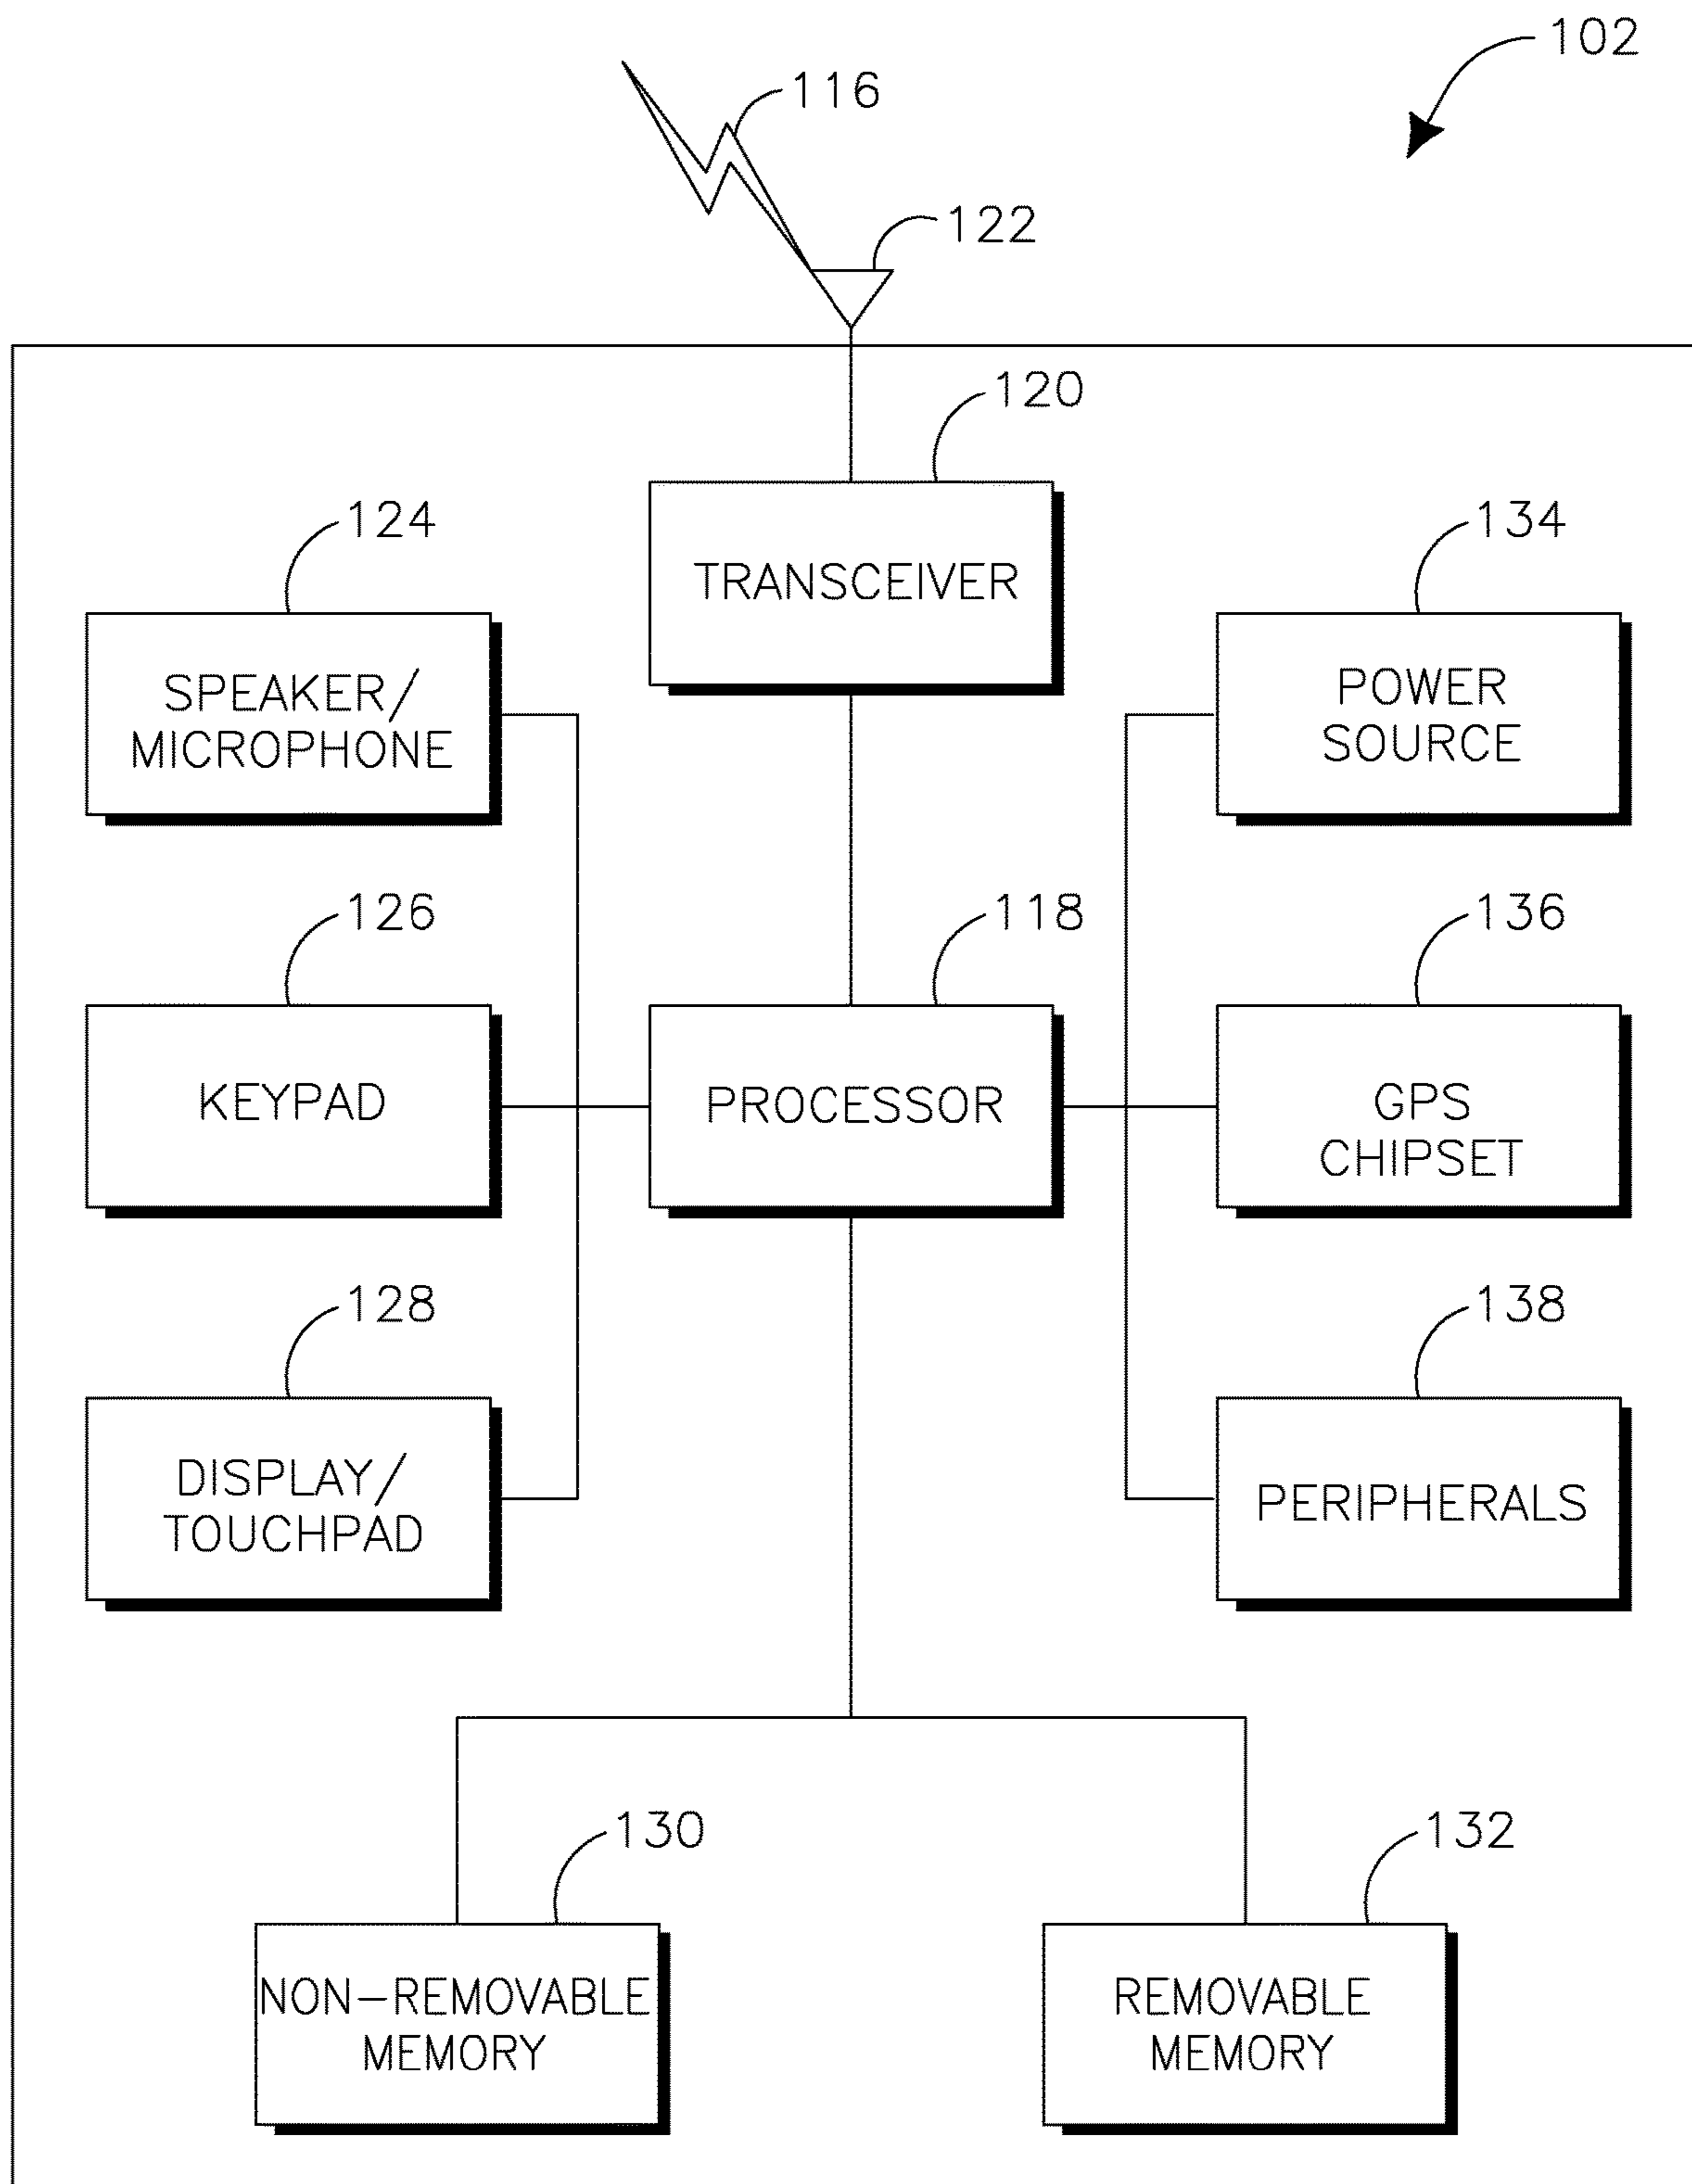 102
116
122
120
TRANSCEIVER
124
SPEAKER/
MICROPHONE
134
POWER
SOURCE
126
KEYPAD
118
PROCESSOR
136
GPS
CHIPSET
128
DISPLAY/
TOUCHPAD
138
PERIPHERALS
130
NON-REMOVABLE
MEMORY
132
REMOVABLE
MEMORY